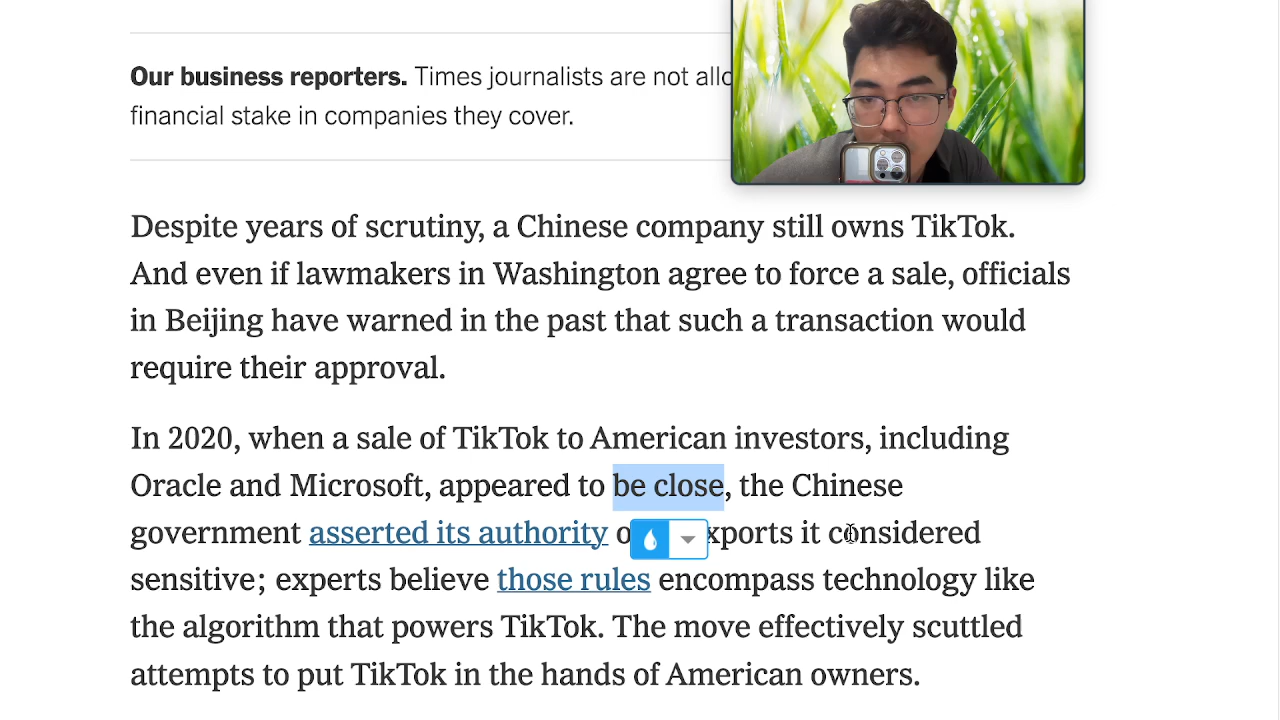 Our business reporters. Times journalists are not
financial stake in companies they cover.
Despite years of scrutiny, a Chinese company still owns TikTok.
And even if lawmakers in Washington agree to force a sale, officials
in Beijing have warned in the past that such a transaction would
require their approval.
In 2020, when a sale of TikTok to American investors, including
Oracle and Microsoft, appeared to be close, the Chinese
government asserted its authority it considered
sensitive; experts believe those rules encompass technology like
the algorithm that powers TikTok. The move effectively scuttled
attempts to put TikTok in the hands of American owners.